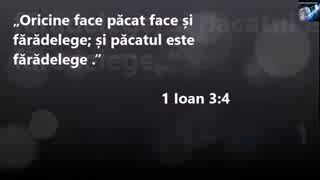 „Oricine face păcat face și
fărădelege; și păcatul este
fărădelege .”
1 Ioan 3:4